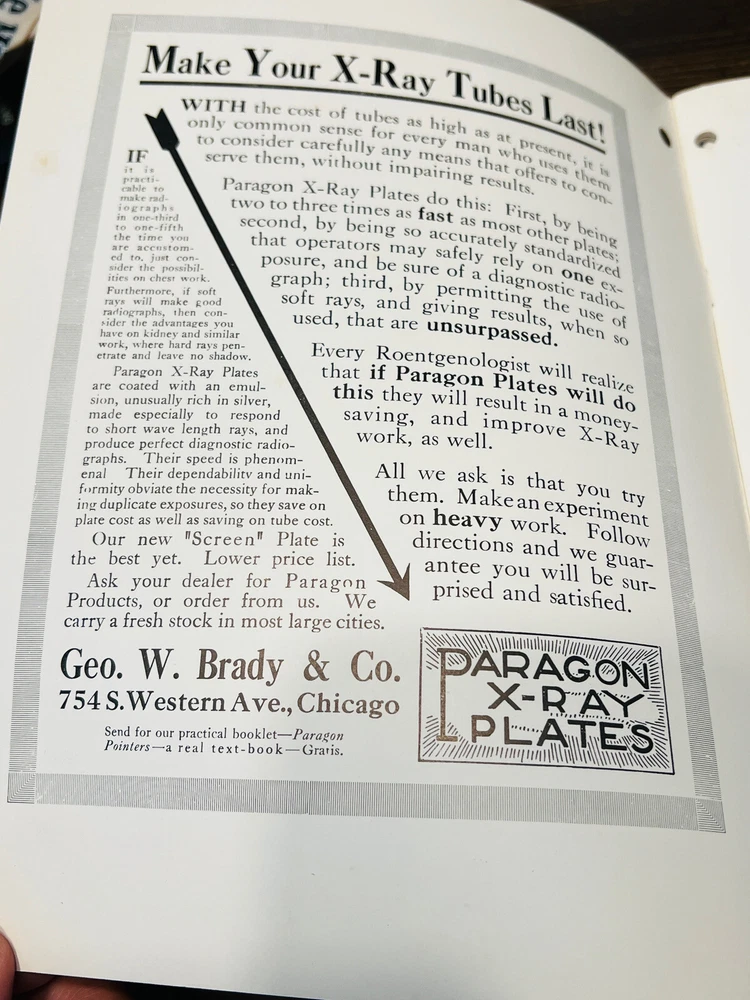 Make Your X-Ray Tubes Last!
WITH the cost of tubes as high as at present, it is
only common sense for every man who uses them
to consider carefully any means that offers to con-
serve them, without impairing results.
Paragon X-Ray Plates do this: First, by being
two to three times as fast as most other plates;
second, by being so accurately standardized
that operators may safely rely on one ex-
posure, and be sure of a diagnostic radio-
graph; third, by permitting the use of
soft rays, and giving results, when so
used, that are unsurpassed.
Every Roentgenologist will realize
that if Paragon Plates will do
this they will result in a money-
saving, and improve X-Ray
work, as well.
All we ask is that you try
them. Make an experiment
on heavy work. Follow
directions and we guar-
antee you will be sur-
prised and satisfied.
IF
it is
practi-
cable to
make rad-
iographs
in one-third
to one-fifth
the time you
are accustom-
ed to, just con-
sider the possibil-
ities on chest work.
Furthermore, if soft
rays will make good
radiographs, then con-
sider the advantages you
have on kidney and similar
work, where hard rays pen-
etrate and leave no shadow.
Paragon X-Ray Plates
are coated with an emul-
sion, unusually rich in silver,
made especially to respond
to short wave length rays, and
produce perfect diagnostic radio-
graphs. Their speed is phenom-
enal Their dependability and uni-
formity obviate the necessity for mak-
ing duplicate exposures, so they save on
plate cost as well as saving on tube cost.
Our new "Screen" Plate is
the best yet. Lower price list.
Ask your dealer for Paragon
Products, or order from us. We
carry a fresh stock in most large cities.
Geo. W. Brady & Co.
754 S. Western Ave., Chicago
Send for our practical booklet—Paragon
Pointers—a real text-book—Gratis.
PARAGON
X-RAY
PLATES